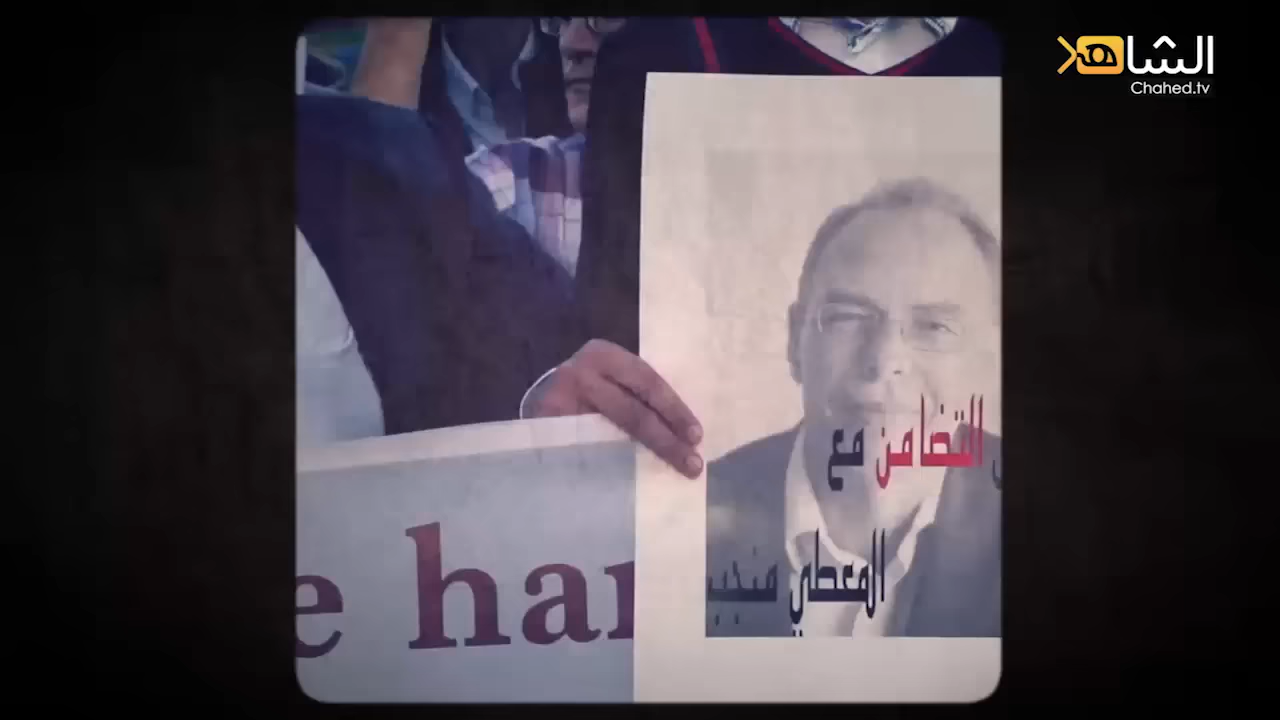 الشاهد
Chahed.tv
التضامن مع
المعطي منجب
e har